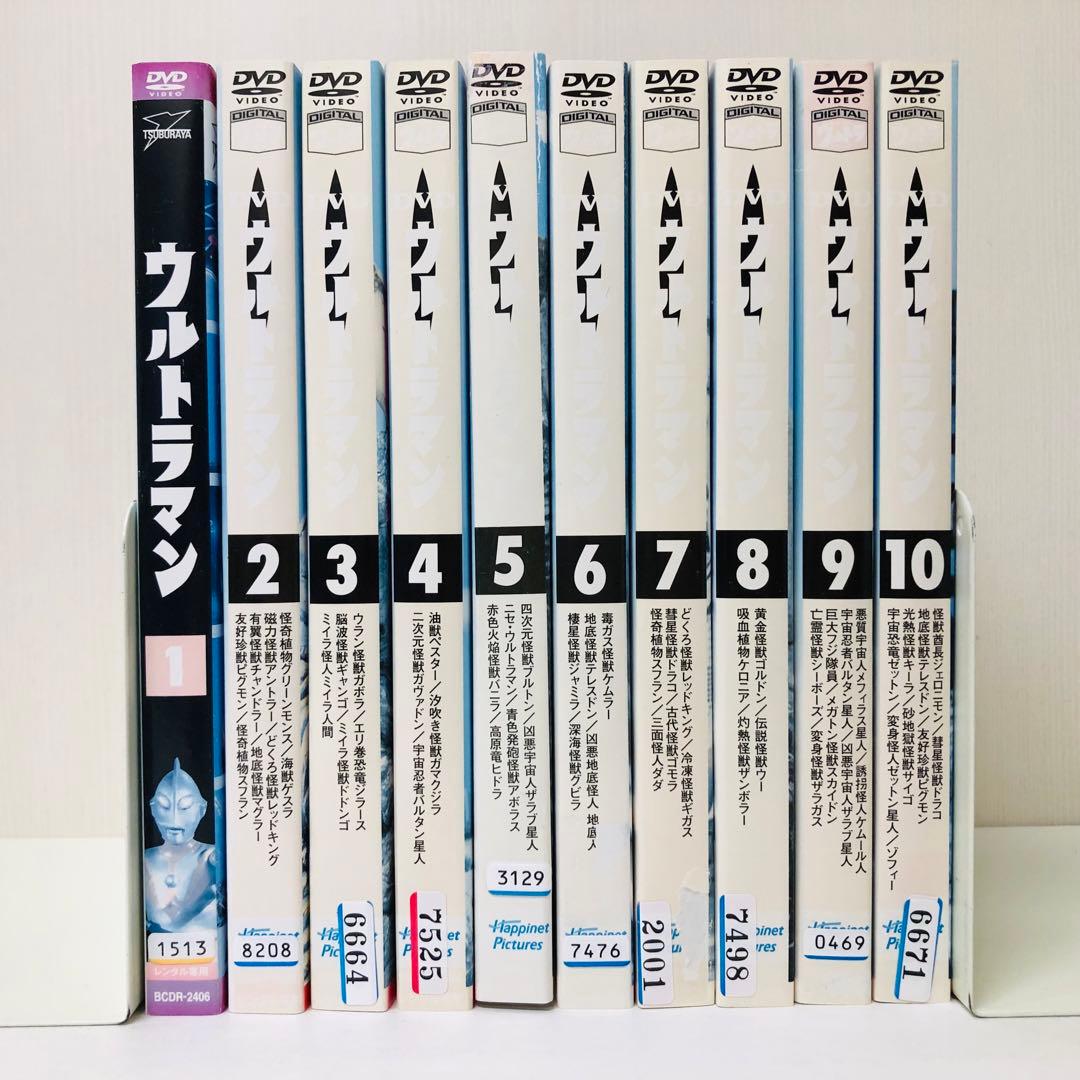 DVD
VIDEO
TSUBURAYA
ウルトラマン
1
1513
レンタル専用
BCDR-2406
DVD
VIDEO
DIGITAL
ウルトラマン
2
怪奇植物グリーンモンス／海獣ゲスラ
磁力怪獣アントラー／どくろ怪獣レッドキング
有翼怪獣チャンドラー／地底怪獣マグラー
友好珍獣ピグモン／怪奇植物スフラン
8208
DVD
VIDEO
DIGITAL
ウルトラマン
3
ウラン怪獣ガボラ／エリ巻恐竜ジラース
脳波怪獣ギャンゴ／ミイラ怪獣ドドンゴ
ミイラ怪人ミイラ人間
6664
DVD
VIDEO
DIGITAL
ウルトラマン
4
油獣ペスター／汐吹き怪獣ガマクジラ
二次元怪獣ガヴァドン／宇宙忍者バルタン星人
7525
DVD
VIDEO
DIGITAL
5
四次元怪獣ブルトン／凶悪宇宙人ザラブ星人
ニセ・ウルトラマン／青色発砲怪獣アボラス
赤色火焔怪獣バニラ／高原竜ヒドラ
3129
Happinet
Pictures
DVD
VIDEO
DIGITAL
ウルトラマン
6
毒ガス怪獣ケムラー
地底怪獣テレスドン／凶悪地底怪人 地底人
棲星怪獣ジャミラ／深海怪獣グビラ
7476
DVD
VIDEO
DIGITAL
ウルトラマン
7
どくろ怪獣レッドキング／冷凍怪獣ギガス
彗星怪獣ドラコ／古代怪獣ゴモラ
怪奇植物スフラン／三面怪人ダダ
2001
DVD
VIDEO
DIGITAL
ウルトラマン
8
黄金怪獣ゴルドン／伝説怪獣ウー
吸血植物ケロニア／灼熱怪獣ザンボラー
7498
DVD
VIDEO
DIGITAL
ウルトラマン
9
悪質宇宙人メフィラス星人／誘拐怪人ケムール人
宇宙忍者バルタン星人／凶悪宇宙人ザラブ星人
巨大フジ隊員／メガトン怪獣スカイドン
亡霊怪獣シーボーズ／変身怪獣ザラガス
0469
Pictures
DVD
VIDEO
DIGITAL
ウルトラマン
10
怪獣酋長ジェロニモン／彗星怪獣ドラコ
地底怪獣テレスドン／友好珍獣ピグモン
光熱怪獣キーラ／砂地獄怪獣サイゴ
宇宙恐竜ゼットン／変身怪人ゼットン星人／ゾフィー
6671